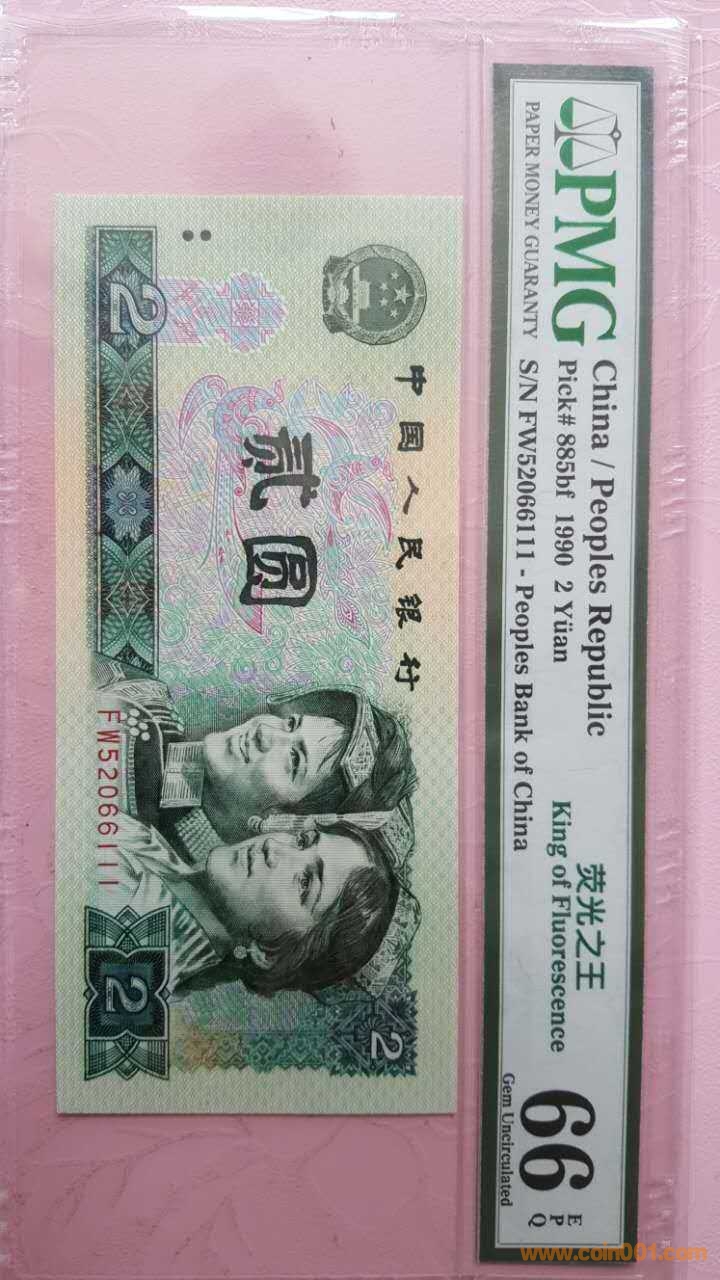 PMG
PAPER MONEY GUARANTY
China / Peoples Republic
Pick# 885bf 1990 2 Yüan
S/N FW52066111 - Peoples Bank of China
荧光之王
King of Fluorescence
66
EPQ
Gem Uncirculated
中国人民银行
贰圆
2
2
2
FW52066111
www.coin001.com